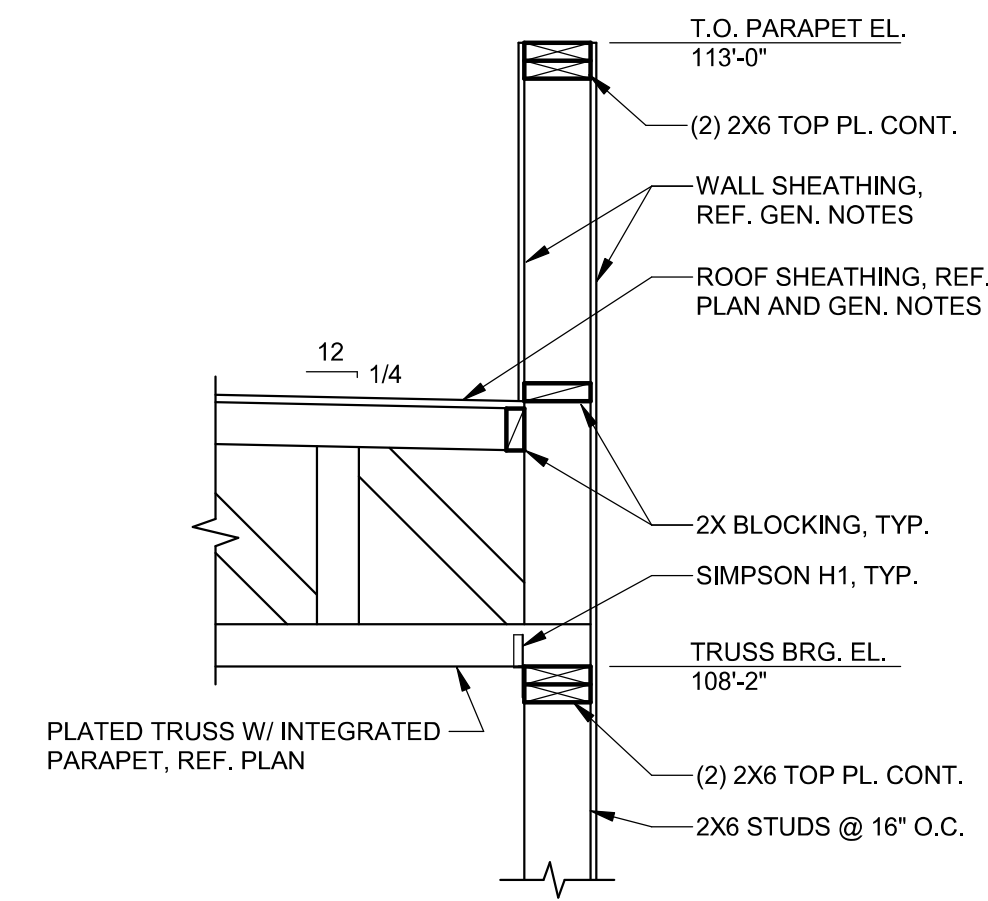 T.O. PARAPET EL.
113'-0"
(2) 2X6 TOP PL. CONT.
WALL SHEATHING,
REF. GEN. NOTES
ROOF SHEATHING, REF.
PLAN AND GEN. NOTES
12
1/4
2X BLOCKING, TYP.
SIMPSON H1, TYP.
TRUSS BRG. EL.
108'-2"
PLATED TRUSS W/ INTEGRATED
PARAPET, REF. PLAN
(2) 2X6 TOP PL. CONT.
2X6 STUDS @ 16" O.C.